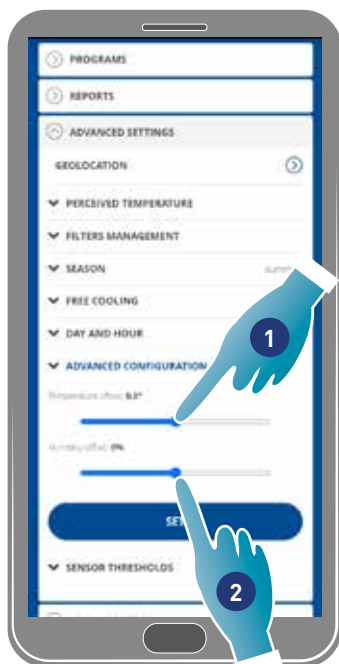 PROGRAMS
REPORTS
ADVANCED SETTINGS
GEOLOCATION
PERCEIVED TEMPERATURE
FILTERS MANAGEMENT
SEASON
FREE COOLING
DAY AND HOUR
1
ADVANCED CONFIGURATION
Temperature offset: 0.0°
Humidity offset: 0%
SET
SENSOR THRESHOLDS
2